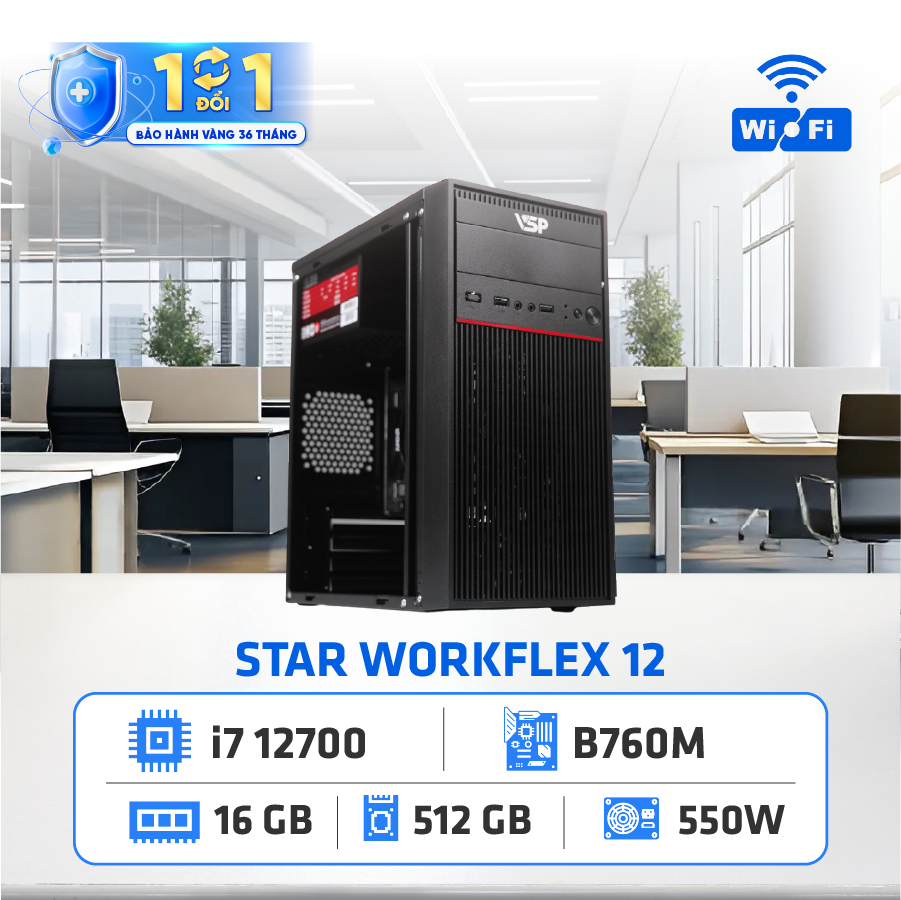 1 ĐỔI 1
BẢO HÀNH VÀNG 36 THÁNG
Wi Fi
VSP
STAR WORKFLEX 12
i7 12700
B760M
16 GB
512 GB
550W